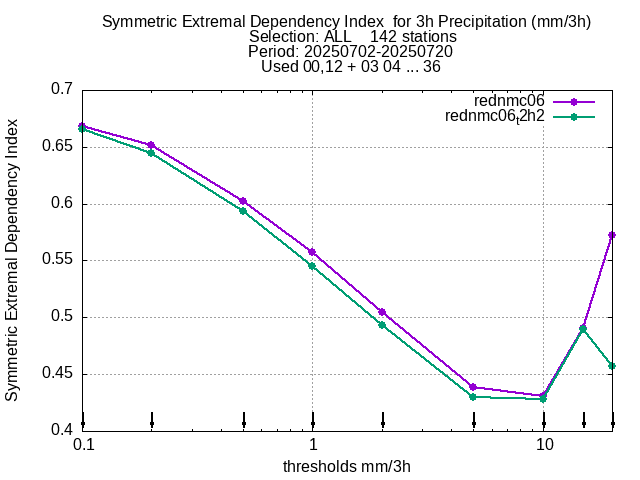 Symmetric Extremal Dependency Index  for 3h Precipitation (mm/3h)
Selection: ALL    142 stations
Period: 20250702-20250720
Used 00,12 + 03 04 ... 36
rednmc06
rednmc06_t2h2
Symmetric Extremal Dependency Index
0.7
0.65
0.6
0.55
0.5
0.45
0.4
0.1 1 10
thresholds mm/3h